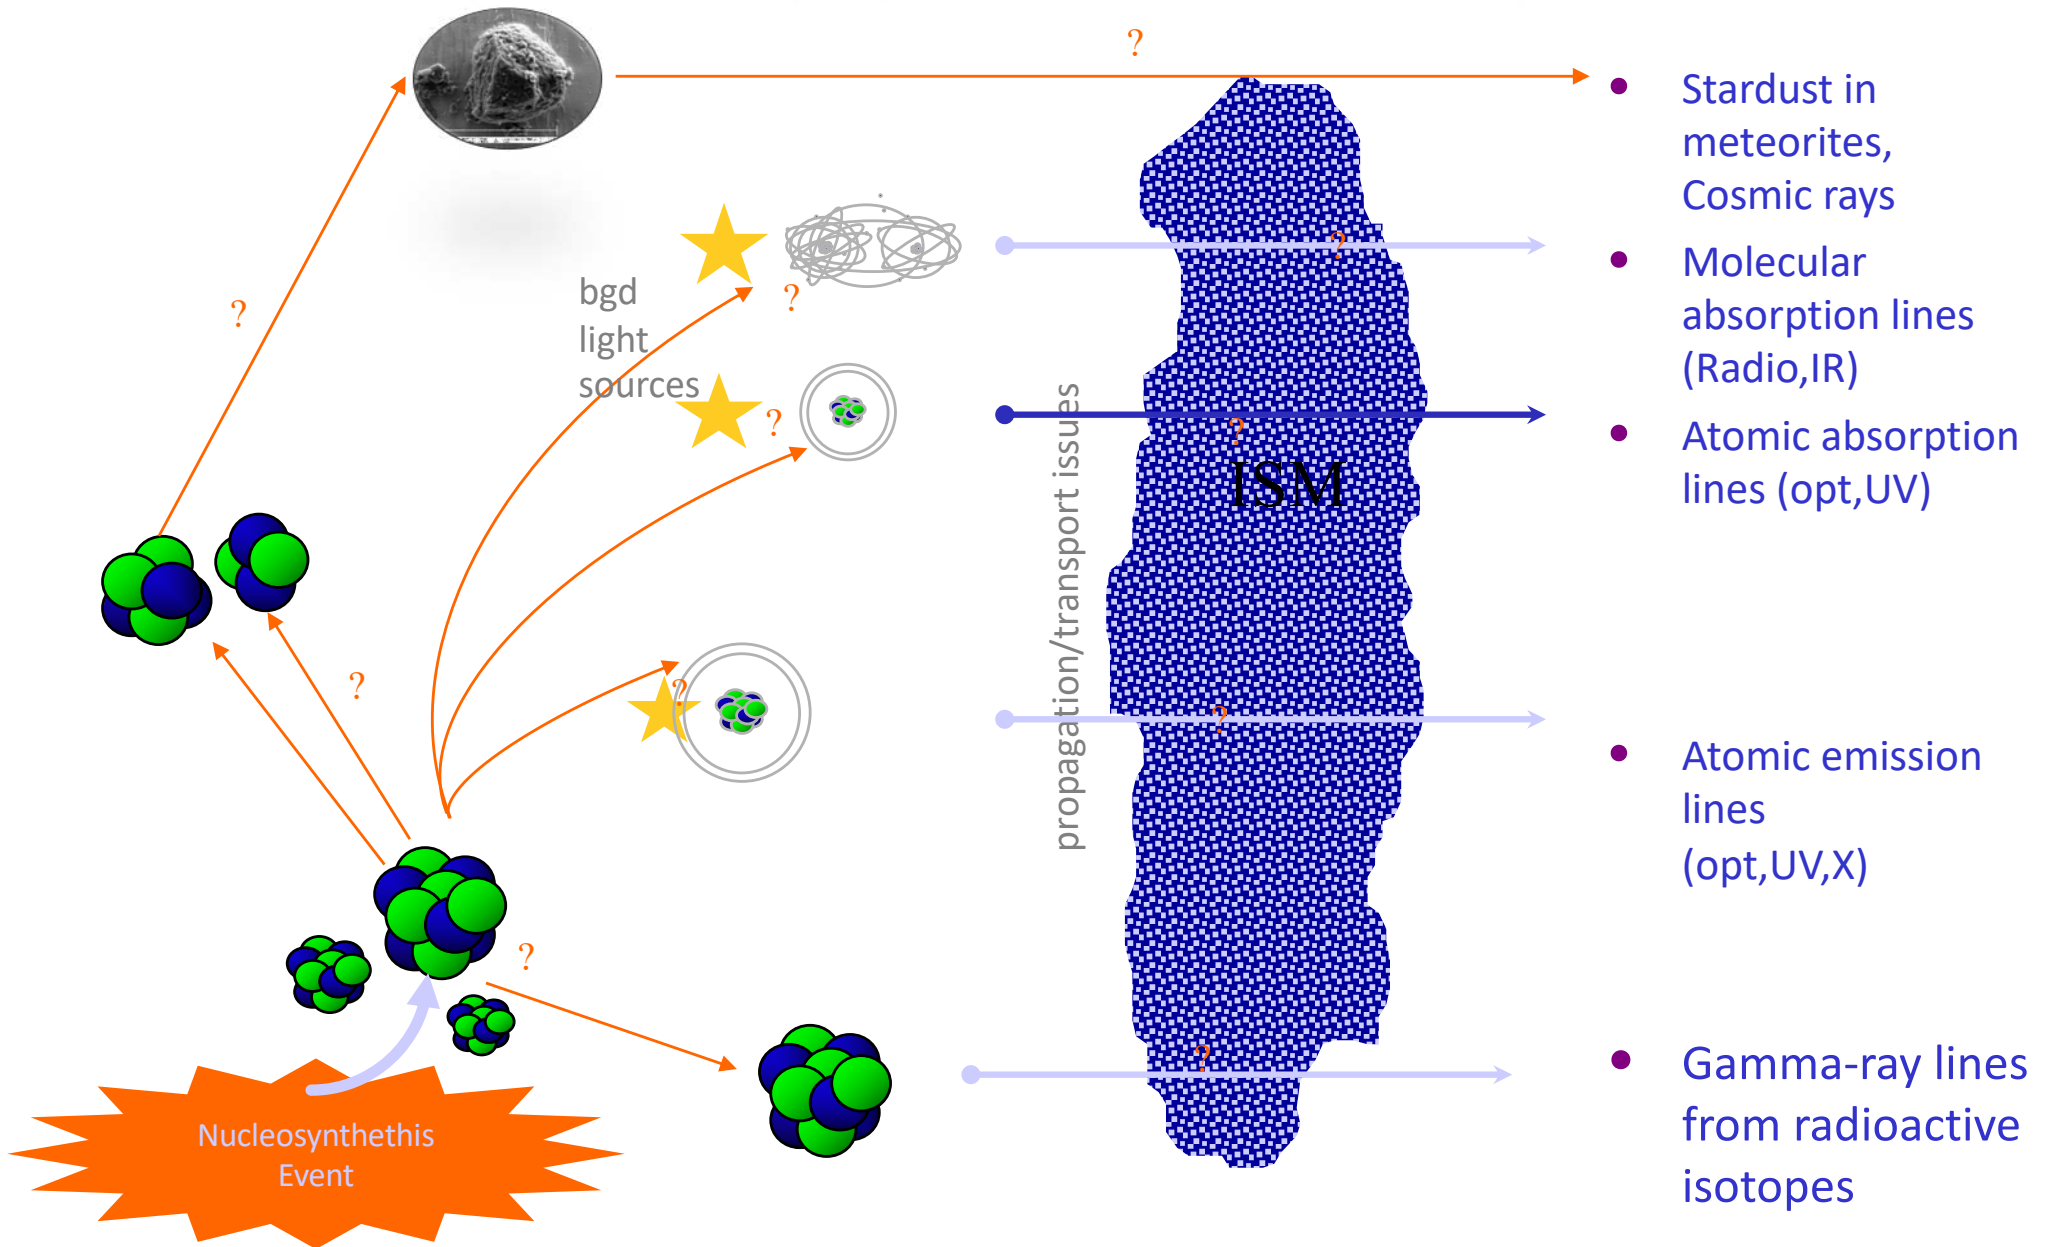 ?
• Stardust in
meteorites,
Cosmic rays
?
• Molecular
absorption lines
(Radio,IR)
bgd
light
sources
?
?
?
?
• Atomic absorption
lines (opt,UV)
ISM
propagation/transport issues
?
?
?
• Atomic emission
lines
(opt,UV,X)
?
?
• Gamma-ray lines
from radioactive
isotopes
Nucleosynthethis
Event